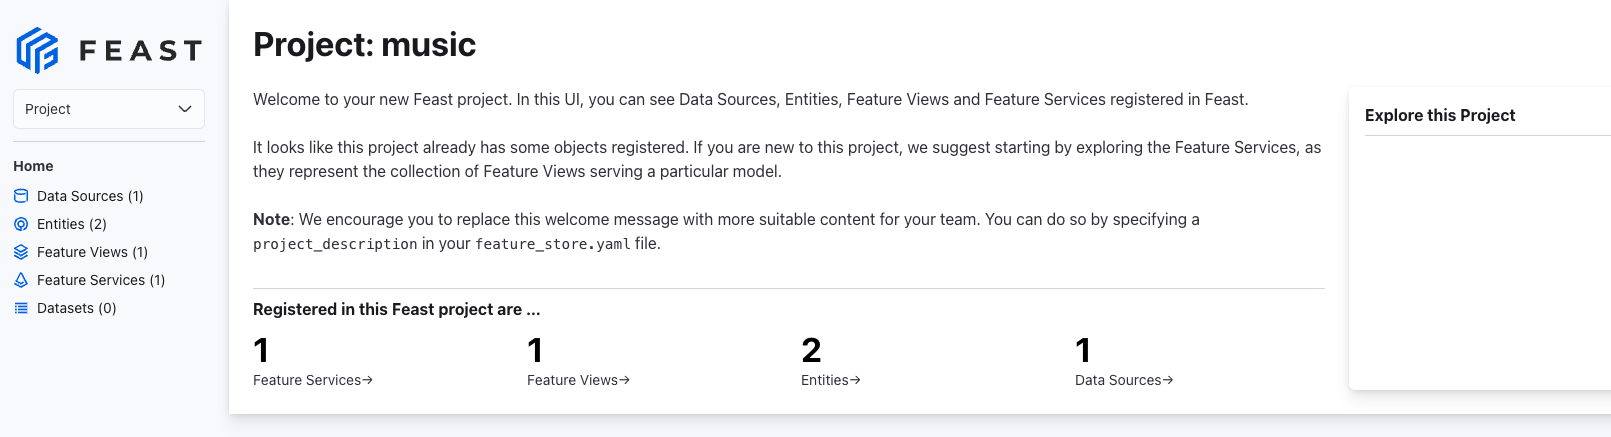 FEAST
Project
Home
Data Sources (1)
Entities (2)
Feature Views (1)
Feature Services (1)
Datasets (0)
Project: music
Welcome to your new Feast project. In this UI, you can see Data Sources, Entities, Feature Views and Feature Services registered in Feast.
It looks like this project already has some objects registered. If you are new to this project, we suggest starting by exploring the Feature Services, as
they represent the collection of Feature Views serving a particular model.
Note: We encourage you to replace this welcome message with more suitable content for your team. You can do so by specifying a
project_description in your feature_store.yaml file.
Registered in this Feast project are ...
1
Feature Services→
1
Feature Views→
2
Entities→
1
Data Sources→
Explore this Project